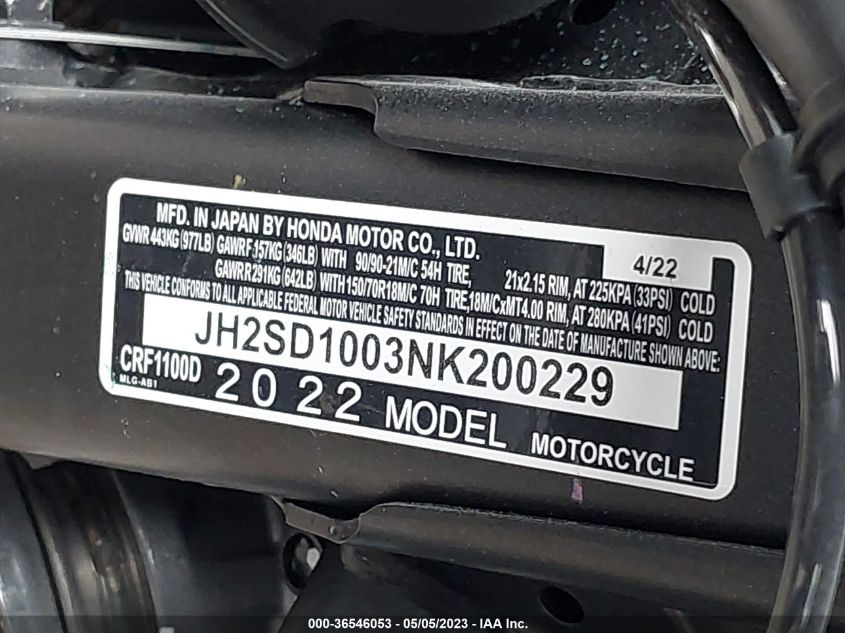 MFD. IN JAPAN BY HONDA MOTOR CO., LTD.
4/22
GVWR 443KG (977LB) GAWR F 157KG (346LB) WITH 90/90-21M/C 54H TIRE, 21x2.15 RIM, AT 225KPA (33PSI) COLD
GAWR R 291KG (642LB) WITH 150/70R18M/C 70H TIRE, 18M/CxMT4.00 RIM, AT 280KPA (41PSI) COLD
THIS VEHICLE CONFORMS TO ALL APPLICABLE FEDERAL MOTOR VEHICLE SAFETY STANDARDS IN EFFECT ON THE DATE OF MANUFACTURE SHOWN ABOVE:
JH2SD1003NK200229
CRF1100D
MLG-A51
2022 MODEL MOTORCYCLE
000-36546053 — 05/05/2023 — IAA Inc.